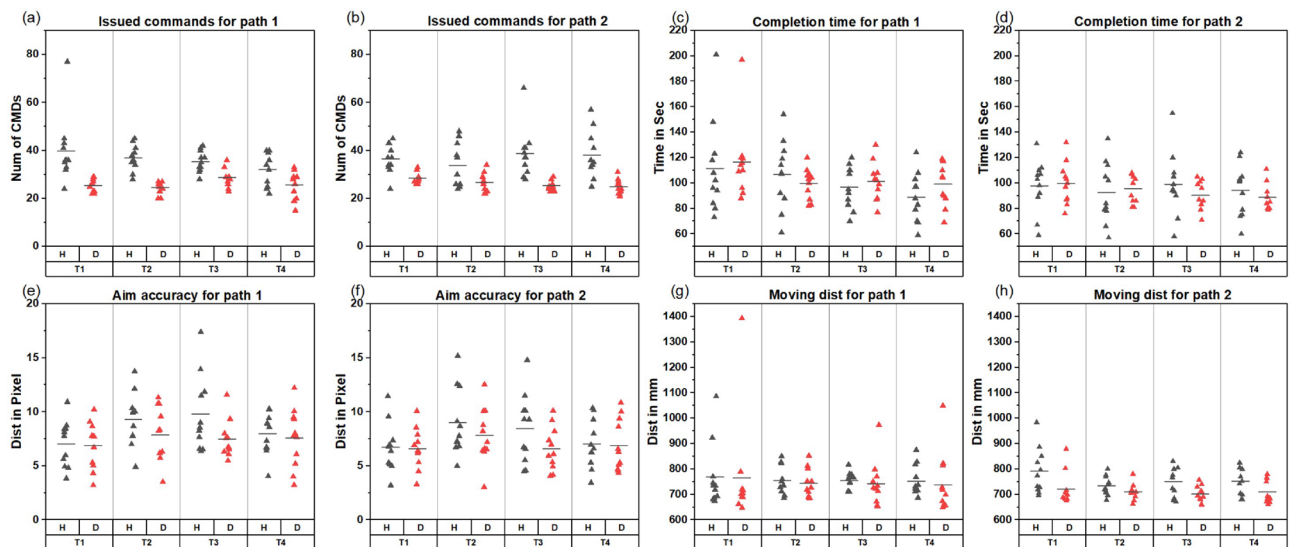 (a) Issued commands for path 1
Num of CMDs
80
60
40
20
0
H D H D H D H D
T1 T2 T3 T4
(b) Issued commands for path 2
Num of CMDs
80
60
40
20
0
H D H D H D H D
T1 T2 T3 T4
(c) Completion time for path 1
Time in Sec
220
200
180
160
140
120
100
80
60
H D H D H D H D
T1 T2 T3 T4
(d) Completion time for path 2
Time in Sec
220
200
180
160
140
120
100
80
60
H D H D H D H D
T1 T2 T3 T4
(e) Aim accuracy for path 1
Dist in Pixel
20
15
10
5
0
H D H D H D H D
T1 T2 T3 T4
(f) Aim accuracy for path 2
Dist in Pixel
20
15
10
5
0
H D H D H D H D
T1 T2 T3 T4
(g) Moving dist for path 1
Dist in mm
1400
1300
1200
1100
1000
900
800
700
600
H D H D H D H D
T1 T2 T3 T4
(h) Moving dist for path 2
Dist in mm
1400
1300
1200
1100
1000
900
800
700
600
H D H D H D H D
T1 T2 T3 T4